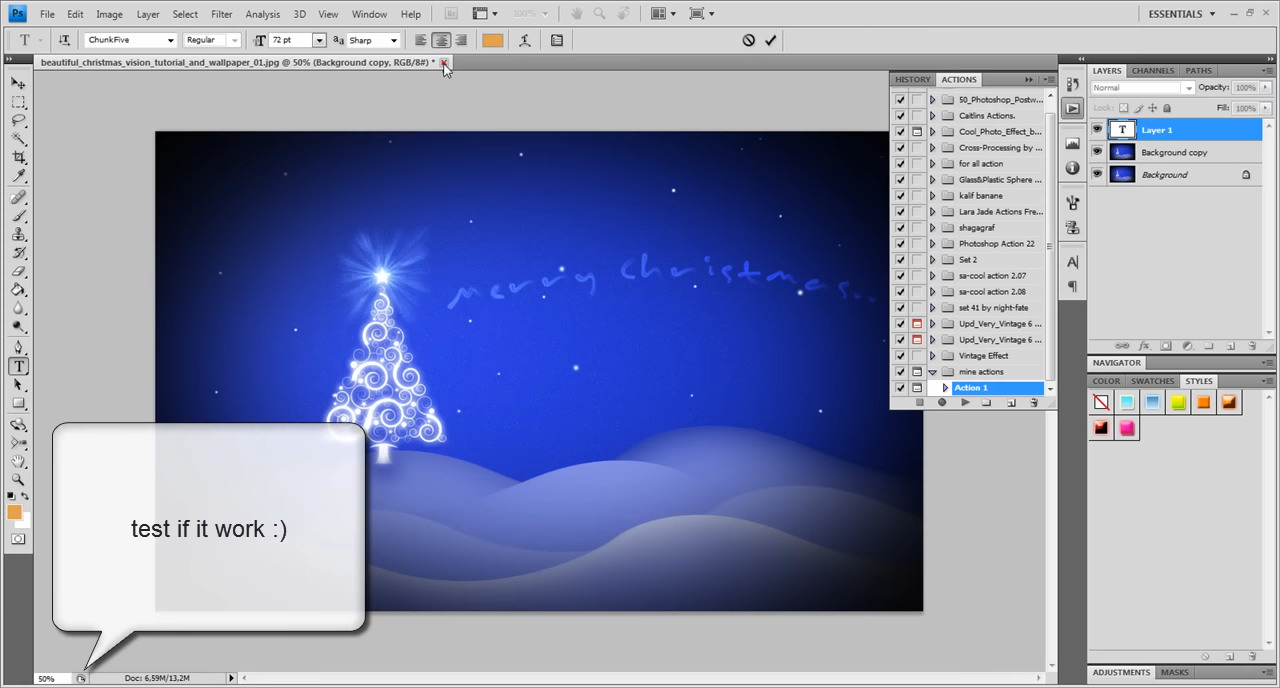 Ps File Edit Image Layer Select Filter Analysis 3D View Window Help Br 100% ESSENTIALS
T ChunkFive Regular 72 pt aa Sharp
beautiful_christmas_vision_tutorial_and_wallpaper_01.jpg @ 50% (Background copy, RGB/8#) *
HISTORY ACTIONS
50_Photoshop_Postw...
Caitlins Actions.
Cool_Photo_Effect_b...
Cross-Processing by ...
for all action
Glass&Plastic Sphere ...
kalif banane
Lara Jade Actions Fre...
shagagraf
Photoshop Action 22
Set 2
sa-cool action 2.07
sa-cool action 2.08
set 41 by night-fate
Upd_Very_Vintage 6 ...
Upd_Very_Vintage 6 ...
Vintage Effect
mine actions
Action 1
LAYERS CHANNELS PATHS
Normal Opacity: 100%
Lock: Fill: 100%
T Layer 1
Background copy
Background
NAVIGATOR
COLOR SWATCHES STYLES
ADJUSTMENTS MASKS
merry christmas...
test if it work :)
50% Doc: 6,59M/13,2M